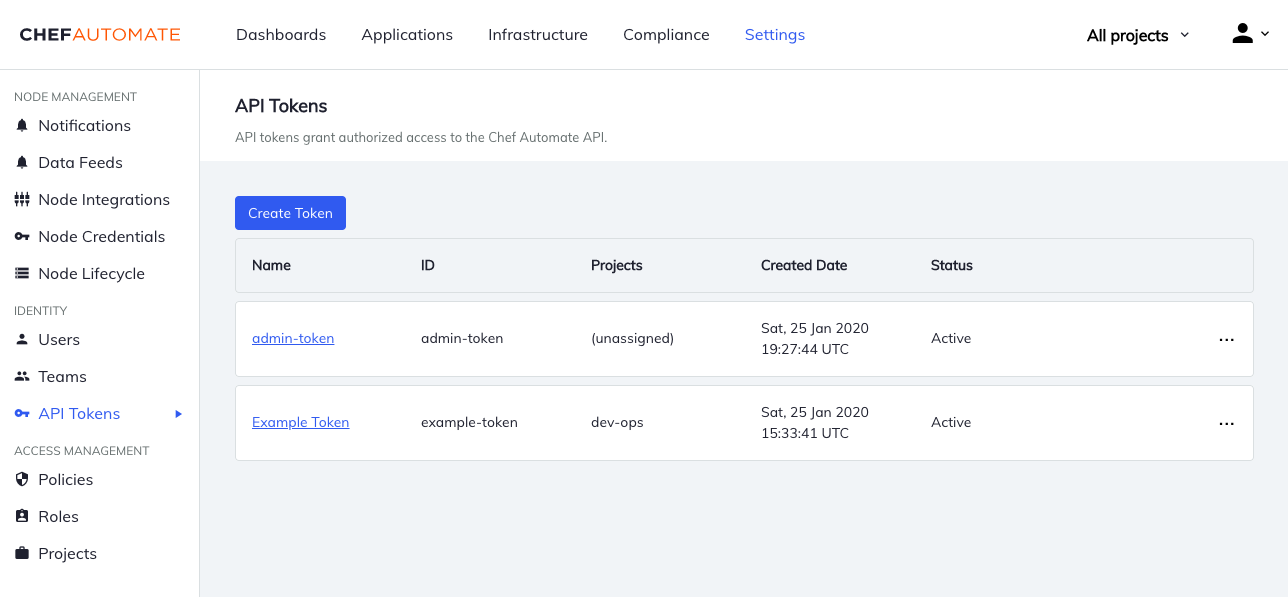 CHEFAUTOMATE
Dashboards Applications Infrastructure Compliance Settings
All projects
NODE MANAGEMENT
Notifications
Data Feeds
Node Integrations
Node Credentials
Node Lifecycle
IDENTITY
Users
Teams
API Tokens
ACCESS MANAGEMENT
Policies
Roles
Projects
API Tokens
API tokens grant authorized access to the Chef Automate API.
Create Token
Name ID Projects Created Date Status
admin-token admin-token (unassigned) Sat, 25 Jan 2020
19:27:44 UTC Active
Example Token example-token dev-ops Sat, 25 Jan 2020
15:33:41 UTC Active